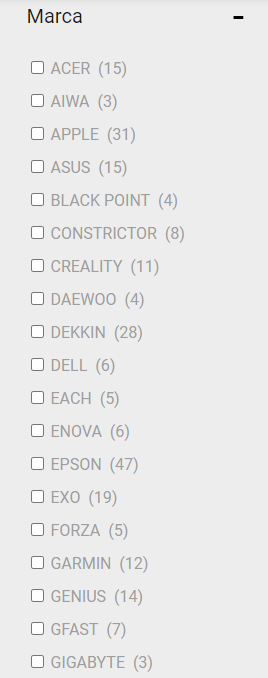 Marca
ACER (15)
AIWA (3)
APPLE (31)
ASUS (15)
BLACK POINT (4)
CONSTRICTOR (8)
CREALITY (11)
DAEWOO (4)
DEKKIN (28)
DELL (6)
EACH (5)
ENOVA (6)
EPSON (47)
EXO (19)
FORZA (5)
GARMIN (12)
GENIUS (14)
GFAST (7)
GIGABYTE (3)